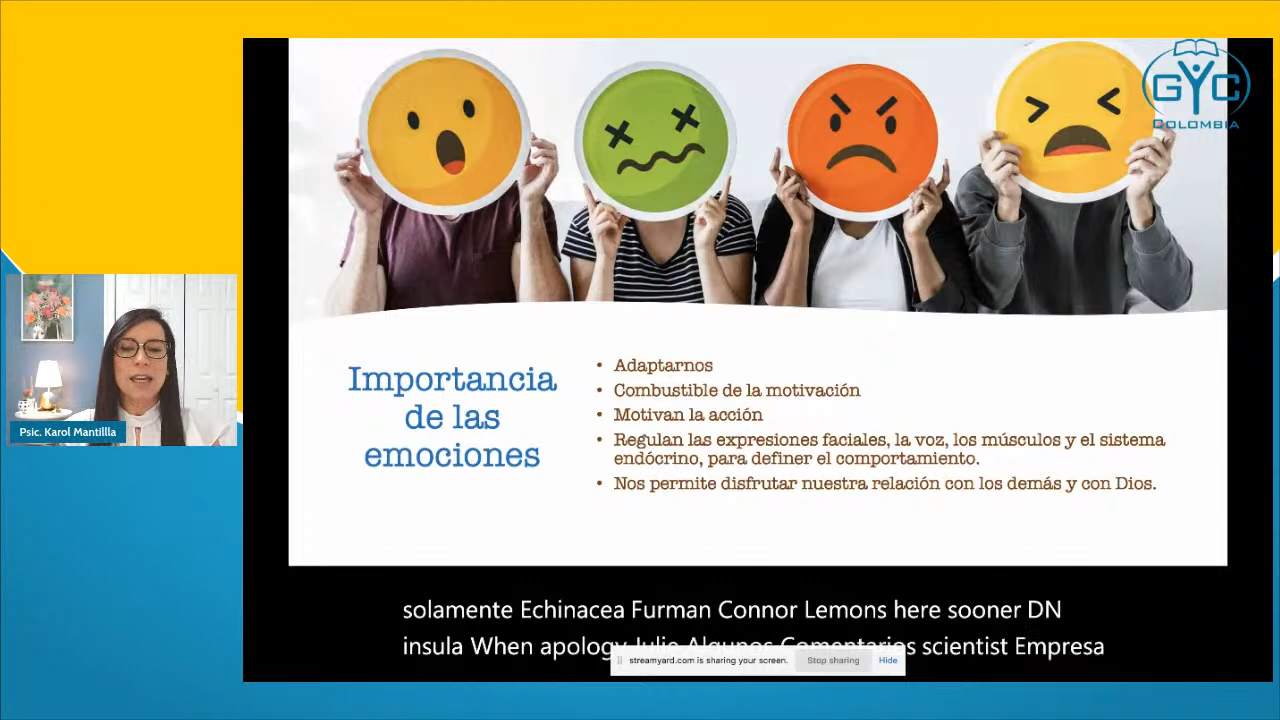 GYC
COLOMBIA
Importancia
de las
emociones
• Adaptarnos
• Combustible de la motivación
• Motivan la acción
• Regulan las expresiones faciales, la voz, los músculos y el sistema
endócrino, para definer el comportamiento.
• Nos permite disfrutar nuestra relación con los demás y con Dios.
Psic. Karol Mantillla
solamente Echinacea Furman Connor Lemons here sooner DN
insula When apology Julio Algunos Comentarios scientist Empresa
streamyard.com is sharing your screen. Stop sharing Hide